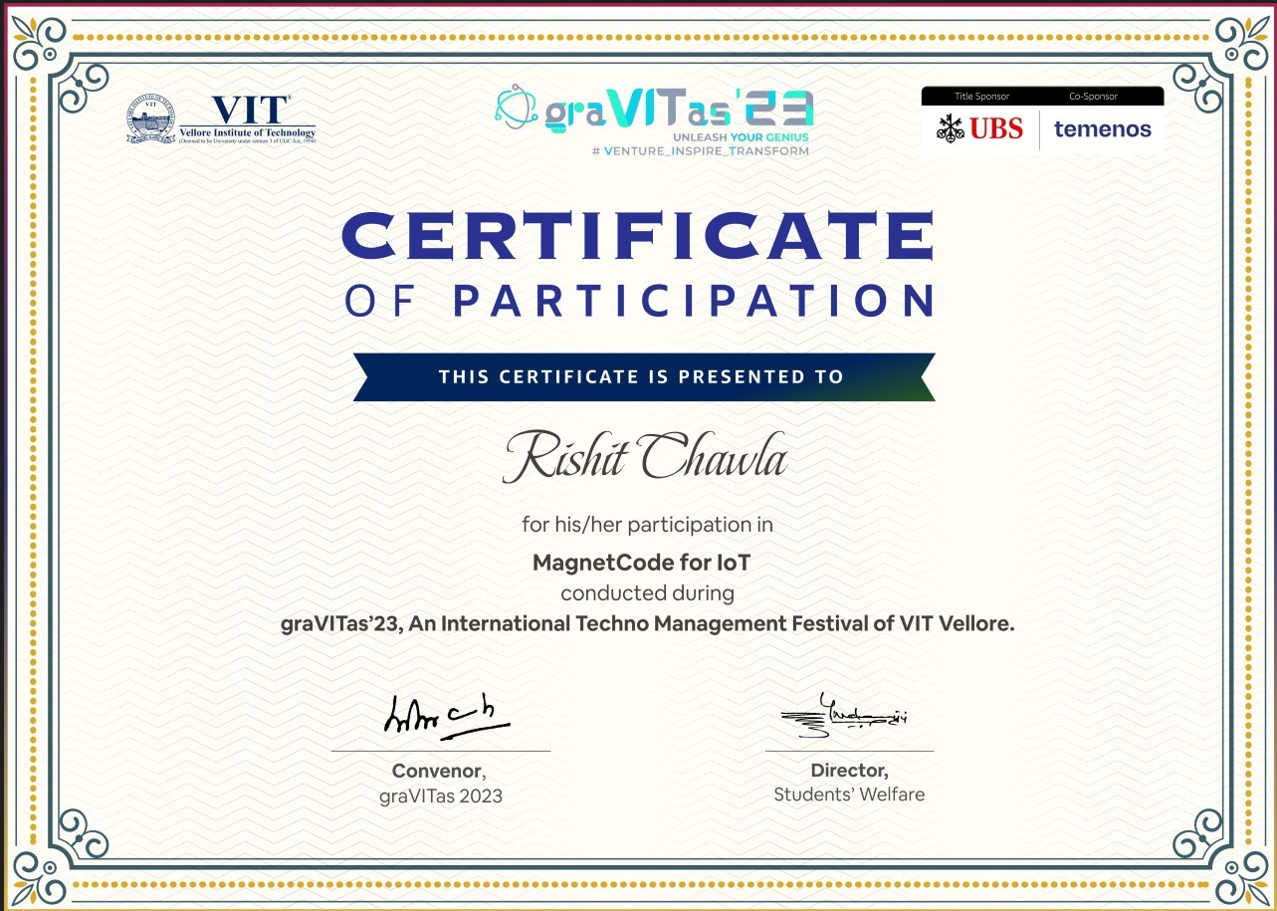 VIT®
Vellore Institute of Technology
(Deemed to be University under section 3 of UGC Act, 1956)
graVITas'23
UNLEASH YOUR GENIUS
# VENTURE_INSPIRE_TRANSFORM
Title Sponsor Co-Sponsor
UBS temenos
CERTIFICATE
OF PARTICIPATION
THIS CERTIFICATE IS PRESENTED TO
Rishit Chawla
for his/her participation in
MagnetCode for IoT
conducted during
graVITas’23, An International Techno Management Festival of VIT Vellore.
Convenor,
graVITas 2023
Director,
Students’ Welfare